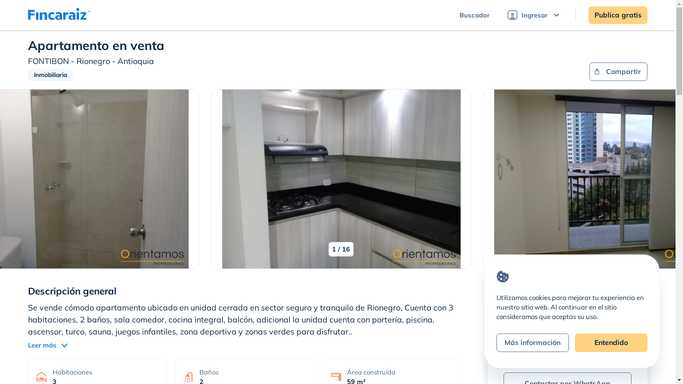 Fincaraiz
Buscador
Ingresar
Publica gratis
Apartamento en venta
FONTIBON - Rionegro - Antioquia
Inmobiliaria
Compartir
Orientamos
1 / 16
Orientamos
Descripción general
Se vende cómodo apartamento ubicado en unidad cerrada en sector seguro y tranquilo de Rionegro, Cuenta con 3
habitaciones, 2 baños, sala comedor, cocina integral, balcón, adicional la unidad cuenta con portería, piscina,
ascensor, turco, sauna, juegos infantiles, zona deportiva y zonas verdes para disfrutar..
Leer más
Habitaciones
3
Baños
2
Área construida
59 m²
Utilizamos cookies para mejorar tu experiencia en
nuestro sitio web. Al continuar en el sitio
consideramos que aceptas su uso.
Más información
Entendido
Contactar por WhatsApp